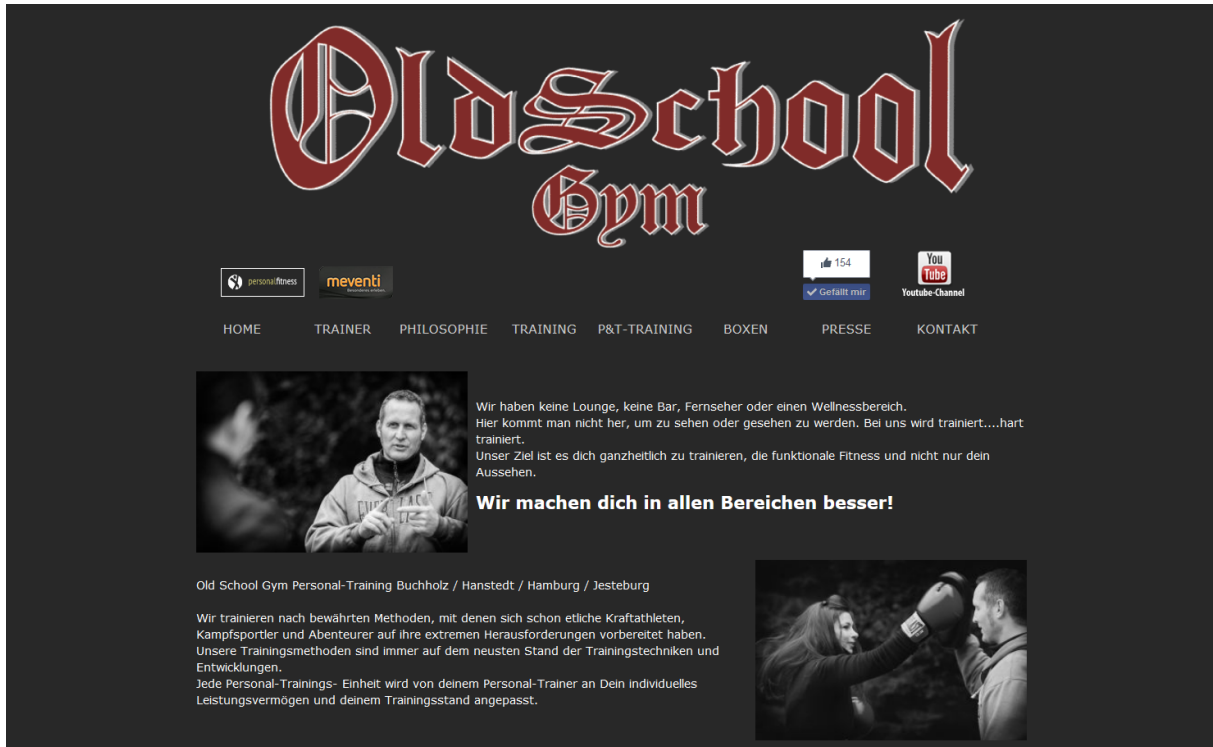 OldSchool
Gym
personalfitness
meventi
154
Gefällt mir
You
Tube
Youtube-Channel
HOME TRAINER PHILOSOPHIE TRAINING P&T-TRAINING BOXEN PRESSE KONTAKT
Wir haben keine Lounge, keine Bar, Fernseher oder einen Wellnessbereich.
Hier kommt man nicht her, um zu sehen oder gesehen zu werden. Bei uns wird trainiert....hart
trainiert.
Unser Ziel ist es dich ganzheitlich zu trainieren, die funktionale Fitness und nicht nur dein
Aussehen.
Wir machen dich in allen Bereichen besser!
Old School Gym Personal-Training Buchholz / Hanstedt / Hamburg / Jesteburg
Wir trainieren nach bewährten Methoden, mit denen sich schon etliche Kraftathleten,
Kampfsportler und Abenteurer auf ihre extremen Herausforderungen vorbereitet haben.
Unsere Trainingsmethoden sind immer auf dem neusten Stand der Trainingstechniken und
Entwicklungen.
Jede Personal-Trainings- Einheit wird von deinem Personal-Trainer an Dein individuelles
Leistungsvermögen und deinem Trainingsstand angepasst.